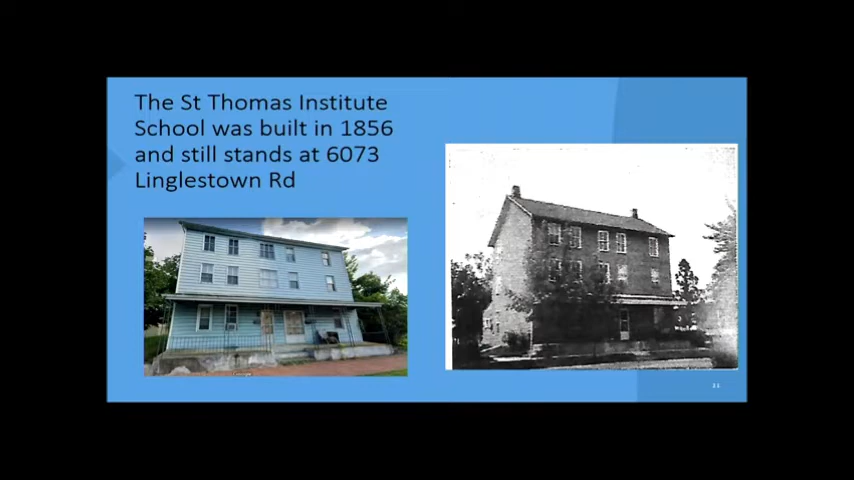 The St Thomas Institute
School was built in 1856
and still stands at 6073
Linglestown Rd